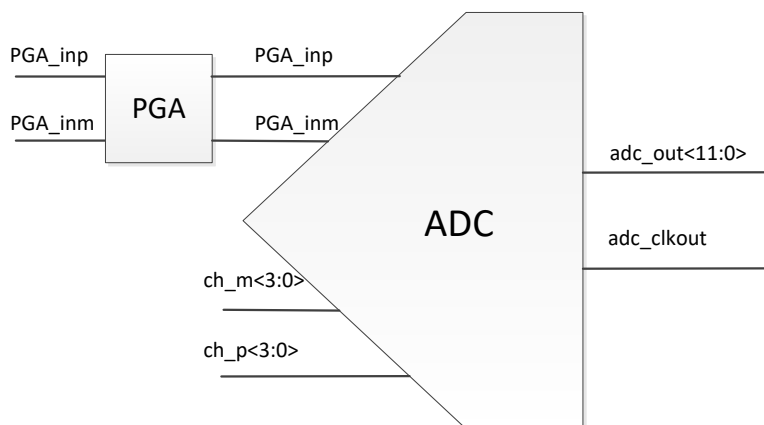 PGA_inp
PGA_inp
PGA
PGA_inm
PGA_inm
adc_out<11:0>
ADC
adc_clkout
ch_m<3:0>
ch_p<3:0>